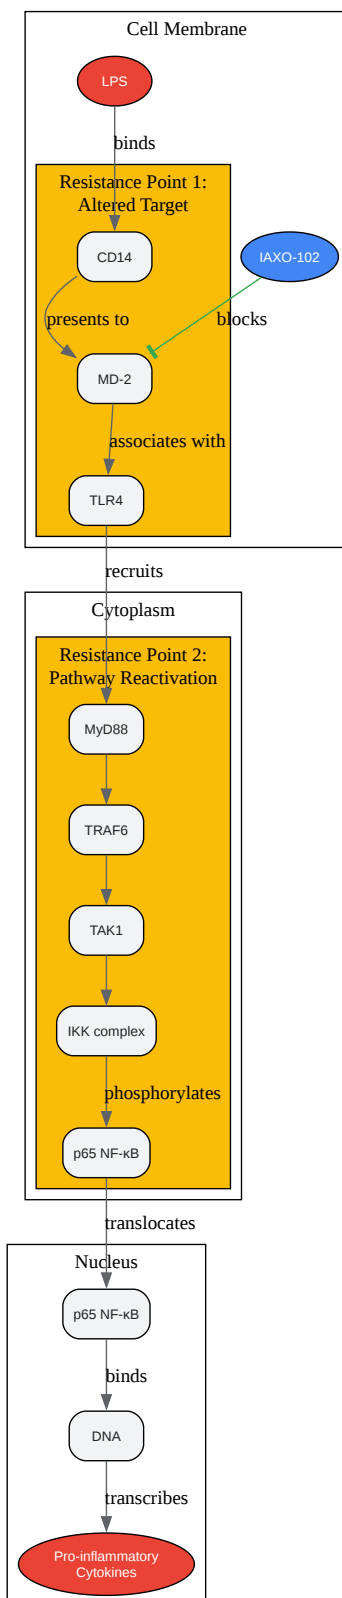 Cell Membrane
LPS
binds
Resistance Point 1:
Altered Target
CD14
IAXO-102
presents to
blocks
MD-2
associates with
TLR4
recruits
Cytoplasm
Resistance Point 2:
Pathway Reactivation
MyD88
TRAF6
TAK1
IKK complex
phosphorylates
p65 NF-κB
translocates
Nucleus
p65 NF-κB
binds
DNA
transcribes
Pro-inflammatory
Cytokines